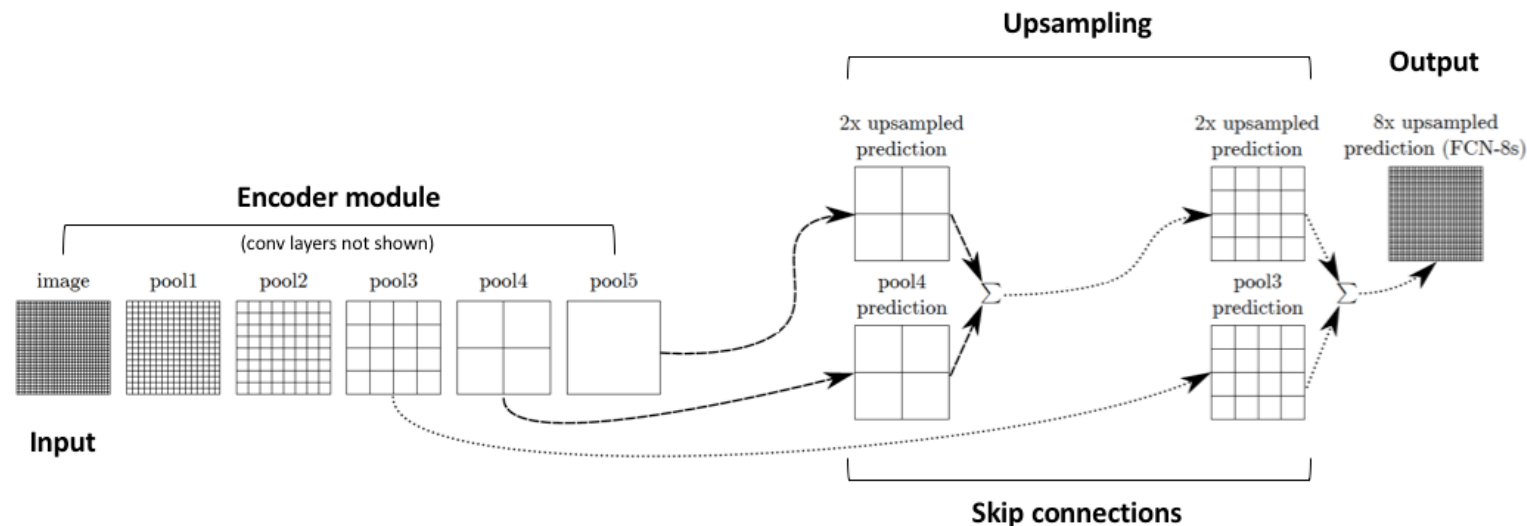 Upsampling
Output
2x upsampled
prediction
2x upsampled
prediction
8x upsampled
prediction (FCN-8s)
Encoder module
(conv layers not shown)
image
pool1
pool2
pool3
pool4
pool5
pool4
prediction
Σ
pool3
prediction
Σ
Input
Skip connections